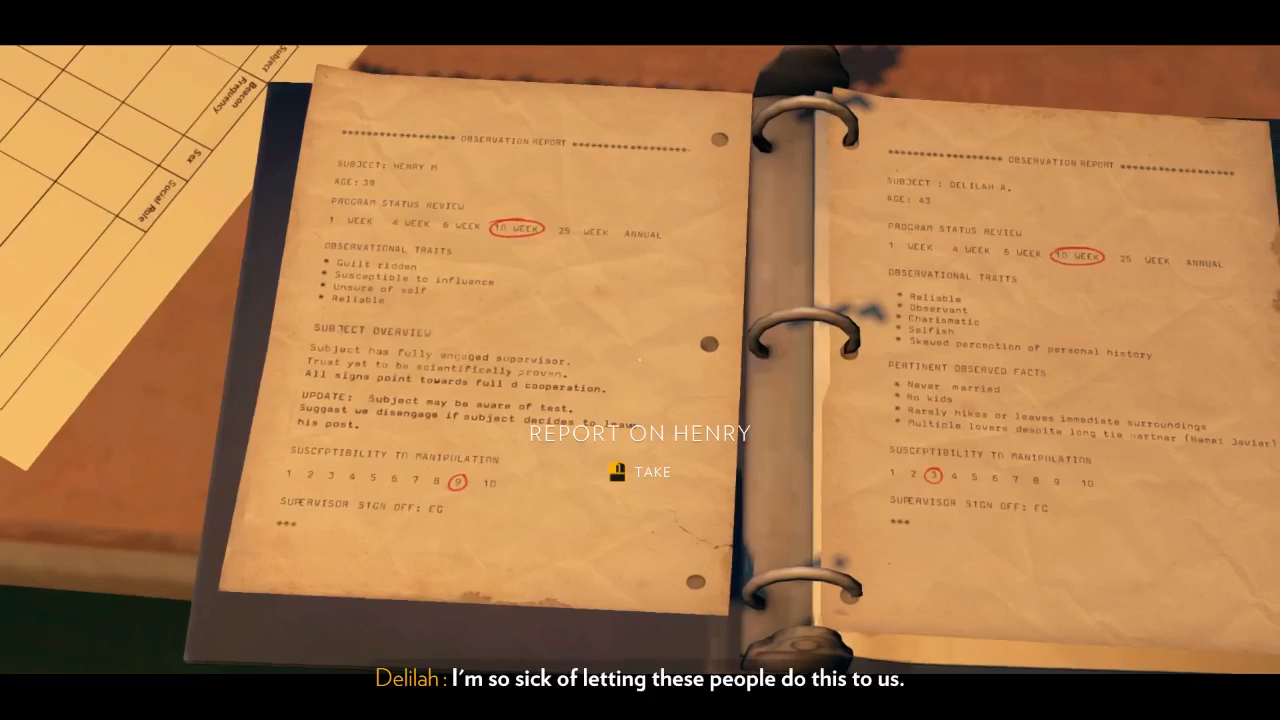 Subject
Beacon
Frequency
Sex
Social Role
****************** OBSERVATION REPORT ******************
SUBJECT: HENRY M
AGE: 39
PROGRAM STATUS REVIEW
1 WEEK 4 WEEK 6 WEEK 10 WEEK 25 WEEK ANNUAL
OBSERVATIONAL TRAITS
* Guilt ridden
* Susceptible to influence
* Unsure of self
* Reliable
SUBJECT OVERVIEW
Subject has fully engaged supervisor.
Trust yet to be scientifically proven.
All signs point towards full d cooperation.
UPDATE: Subject may be aware of test.
Suggest we disengage if subject decides to leave
his post.
SUSCEPTIBILITY TO MANIPULATION
1 2 3 4 5 6 7 8 9 10
SUPERVISOR SIGN OFF: EG
***
****************** OBSERVATION REPORT ******************
SUBJECT : DELILAH A.
AGE: 43
PROGRAM STATUS REVIEW
1 WEEK 4 WEEK 6 WEEK 10 WEEK 25 WEEK ANNUAL
OBSERVATIONAL TRAITS
* Reliable
* Observant
* Charismatic
* Selfish
* Skewed perception of personal history
PERTINENT OBSERVED FACTS
* Never married
* No kids
* Rarely hikes or leaves immediate surroundings
* Multiple lovers despite long tie partner (Name: Javier)
SUSCEPTIBILITY TO MANIPULATION
1 2 3 4 5 6 7 8 9 10
SUPERVISOR SIGN OFF: EG
***
REPORT ON HENRY
TAKE
Delilah : I'm so sick of letting these people do this to us.